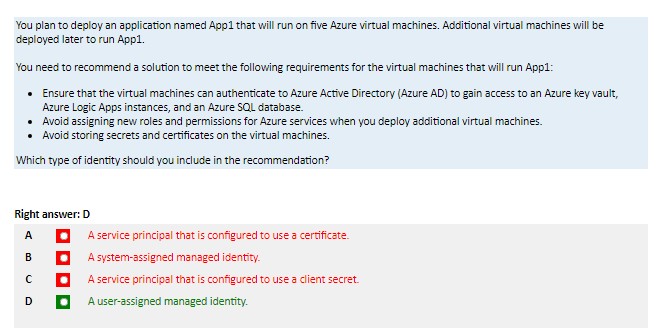 You plan to deploy an application named App1 that will run on five Azure virtual machines. Additional virtual machines will be
deployed later to run App1.
You need to recommend a solution to meet the following requirements for the virtual machines that will run App1:
• Ensure that the virtual machines can authenticate to Azure Active Directory (Azure AD) to gain access to an Azure key vault,
Azure Logic Apps instances, and an Azure SQL database.
• Avoid assigning new roles and permissions for Azure services when you deploy additional virtual machines.
• Avoid storing secrets and certificates on the virtual machines.
Which type of identity should you include in the recommendation?
Right answer: D
A A service principal that is configured to use a certificate.
B A system-assigned managed identity.
C A service principal that is configured to use a client secret.
D A user-assigned managed identity.